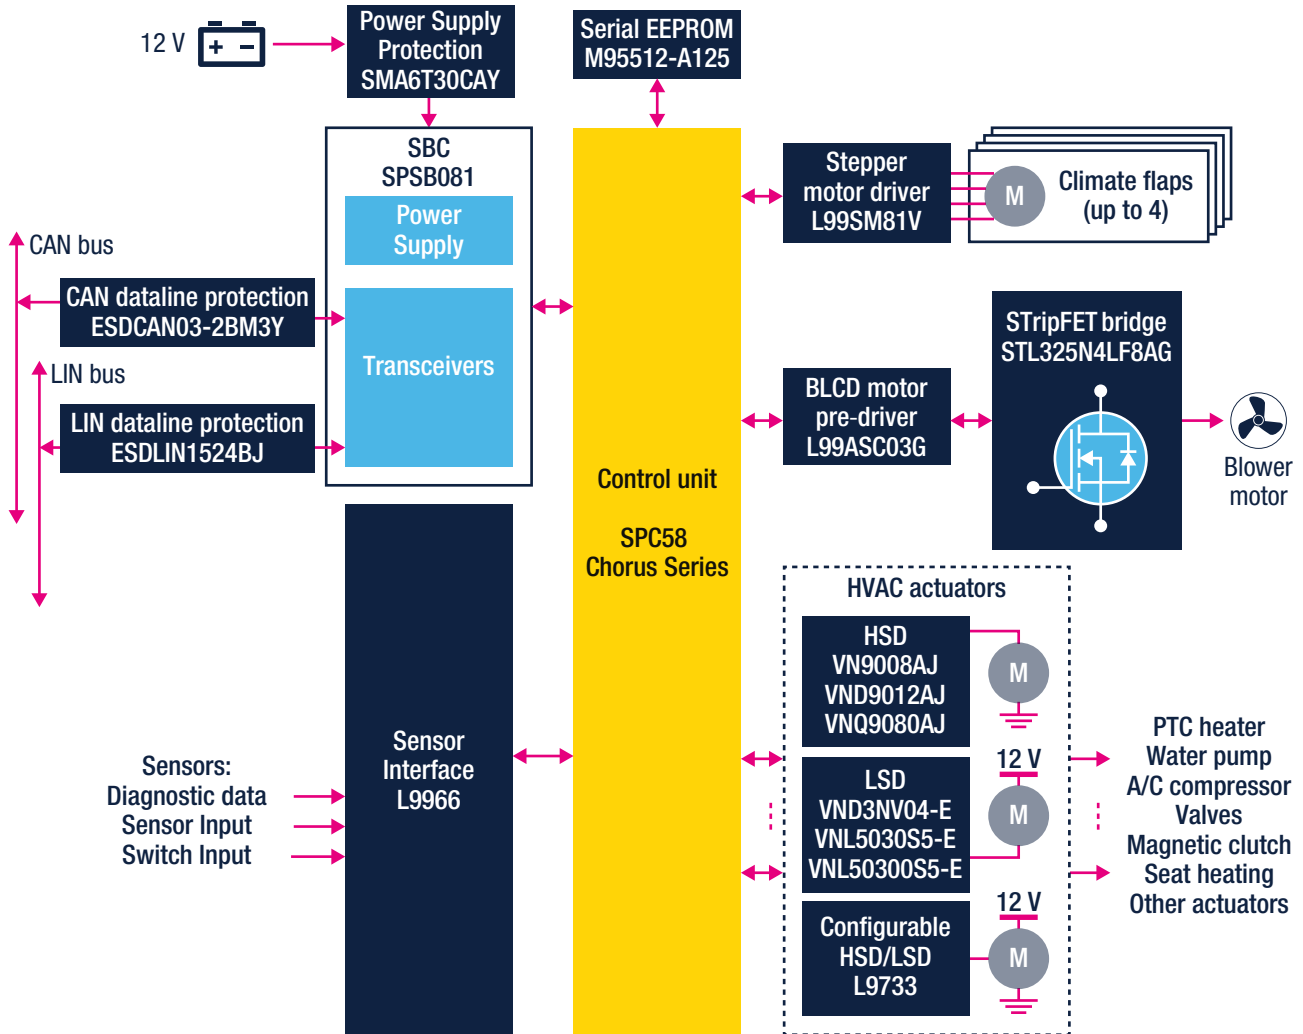 12 V
Power Supply
Protection
SMA6T30CAY
Serial EEPROM
M95512-A125
SBC
SPSB081
Power
Supply
Transceivers
CAN bus
CAN dataline protection
ESDCAN03-2BM3Y
LIN bus
LIN dataline protection
ESDLIN1524BJ
Control unit
SPC58
Chorus Series
Stepper
motor driver
L99SM81V
M
Climate flaps
(up to 4)
BLCD motor
pre-driver
L99ASC03G
STripFET bridge
STL325N4LF8AG
Blower
motor
Sensor
Interface
L9966
Sensors:
Diagnostic data
Sensor Input
Switch Input
HVAC actuators
HSD
VN9008AJ
VND9012AJ
VNQ9080AJ
M
LSD
VND3NV04-E
VNL5030S5-E
VNL50300S5-E
12 V
M
Configurable
HSD/LSD
L9733
12 V
M
PTC heater
Water pump
A/C compressor
Valves
Magnetic clutch
Seat heating
Other actuators